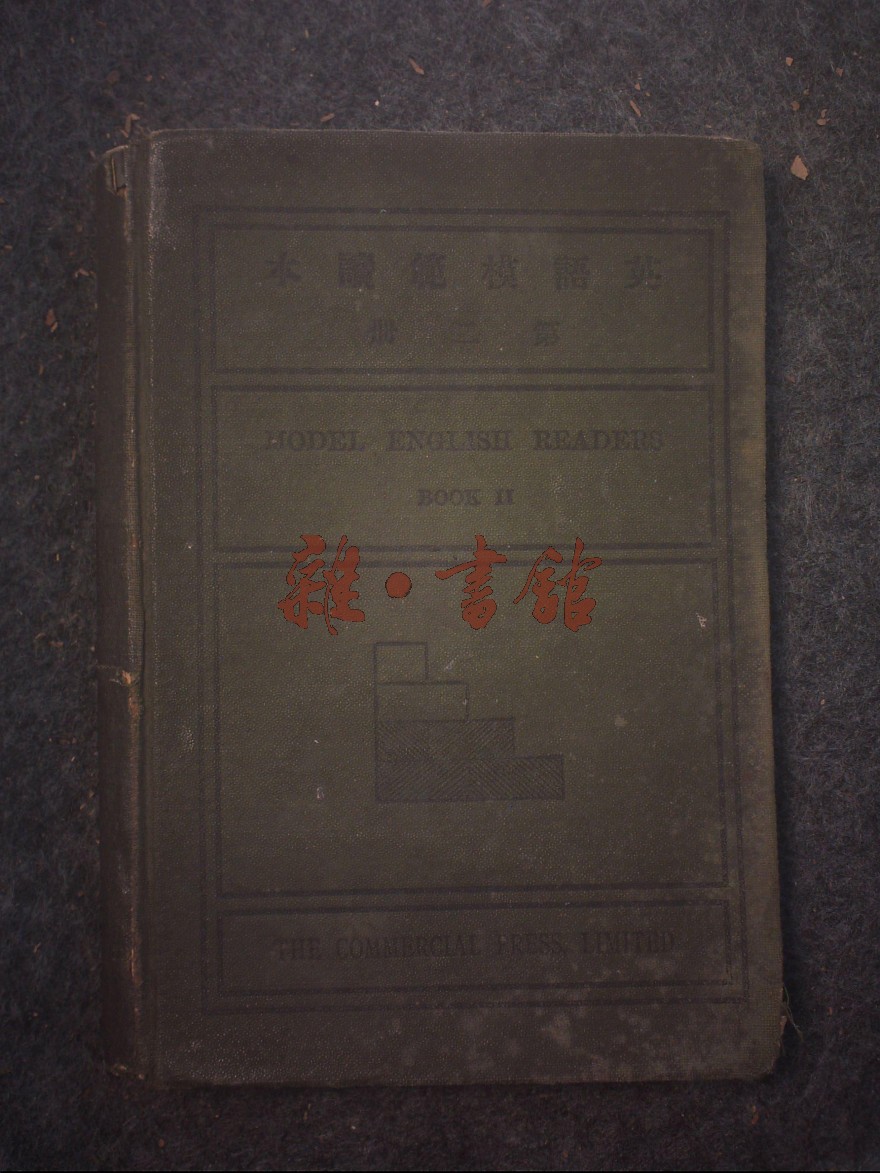 英語模範讀本
第二冊
MODEL ENGLISH READERS
BOOK II
雜·書館
THE COMMERCIAL PRESS, LIMITED